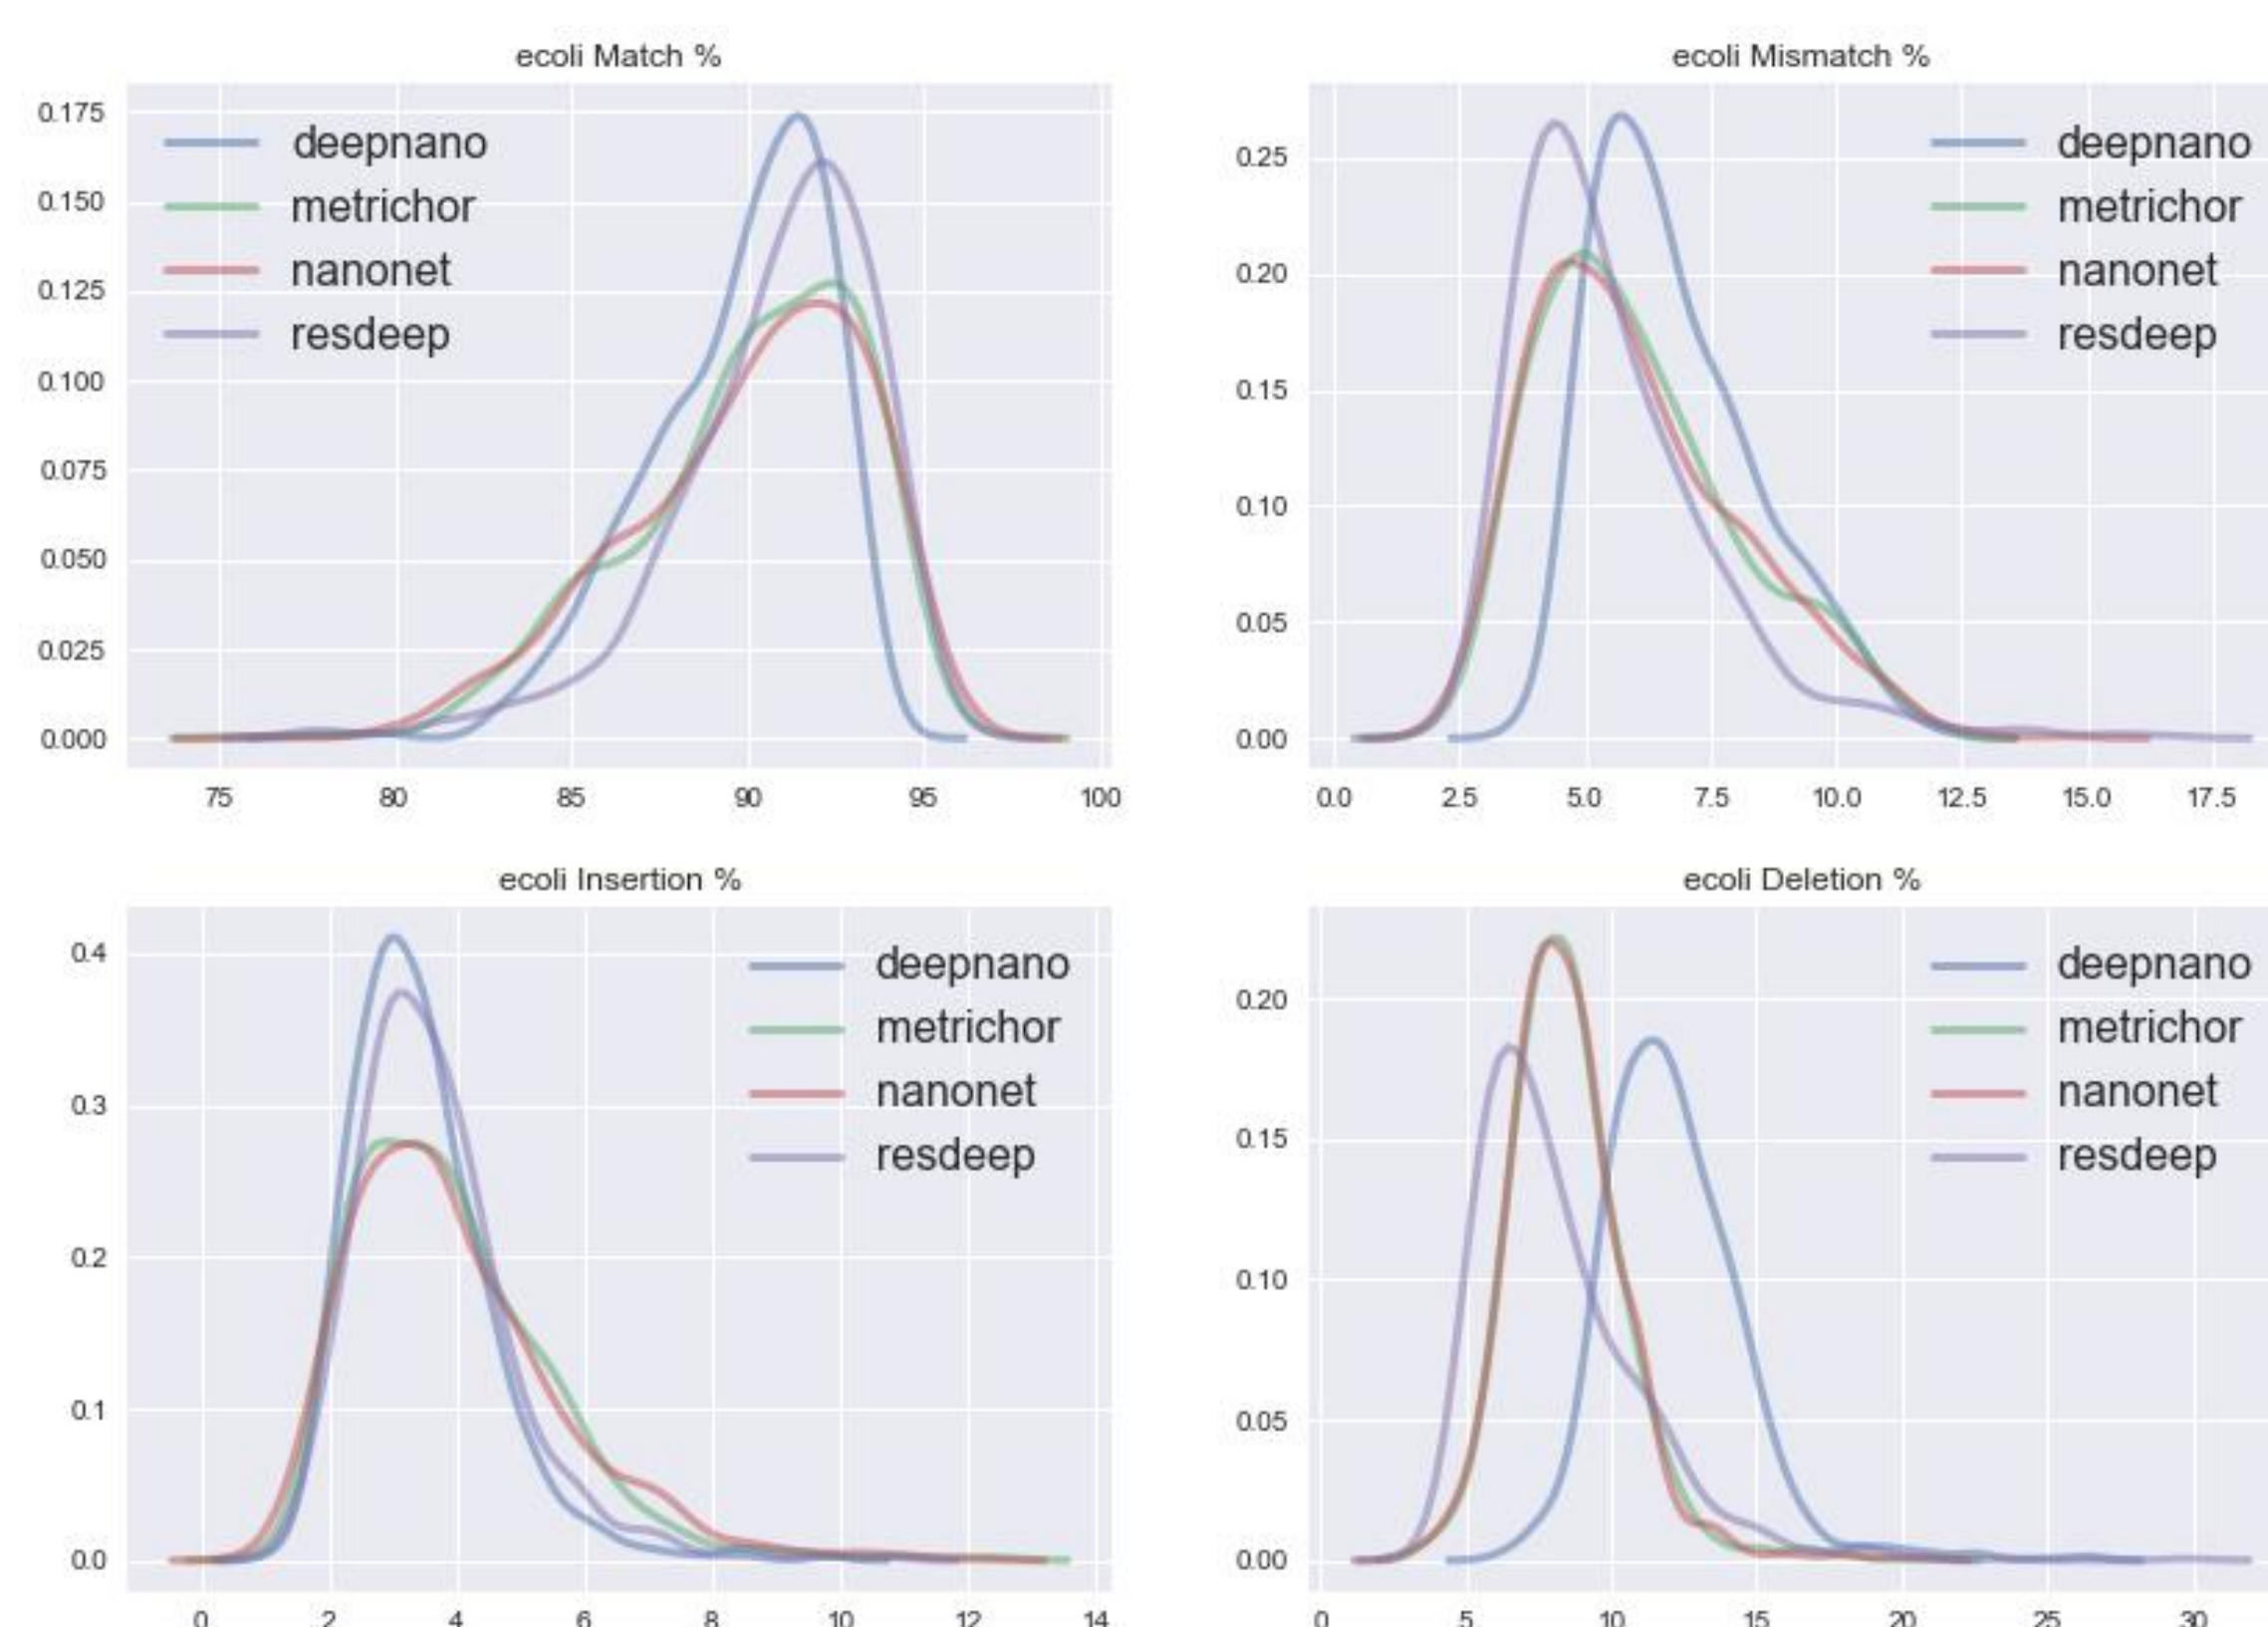 ecoli Match %
0.175
0.150
0.125
0.100
0.075
0.050
0.025
0.000
deepnano
metrichor
nanonet
resdeep
75 80 85 90 95 100
ecoli Mismatch %
0.25
0.20
0.15
0.10
0.05
0.00
deepnano
metrichor
nanonet
resdeep
0.0 2.5 5.0 7.5 10.0 12.5 15.0 17.5
ecoli Insertion %
0.4
0.3
0.2
0.1
0.0
deepnano
metrichor
nanonet
resdeep
0 2 4 6 8 10 12 14
ecoli Deletion %
0.20
0.15
0.10
0.05
0.00
deepnano
metrichor
nanonet
resdeep
0 5 10 15 20 25 30